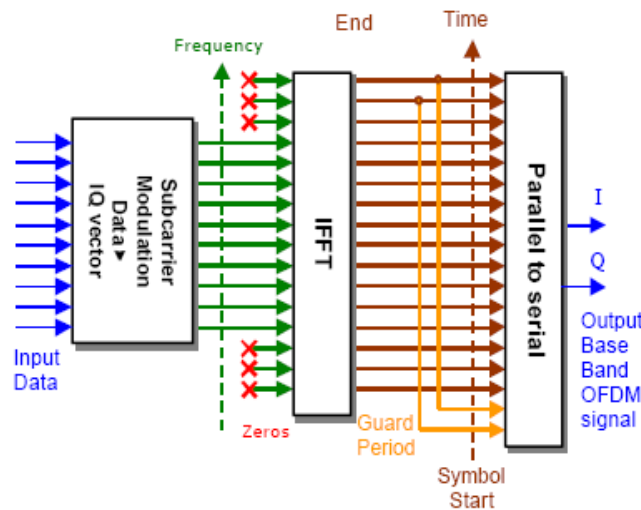 End
Time
Frequency
Subcarrier
Modulation
Data▶
IQ vector
IFFT
Parallel to serial
I
Q
Input
Data
Output
Base
Band
OFDM
signal
Zeros
Guard
Period
Symbol
Start